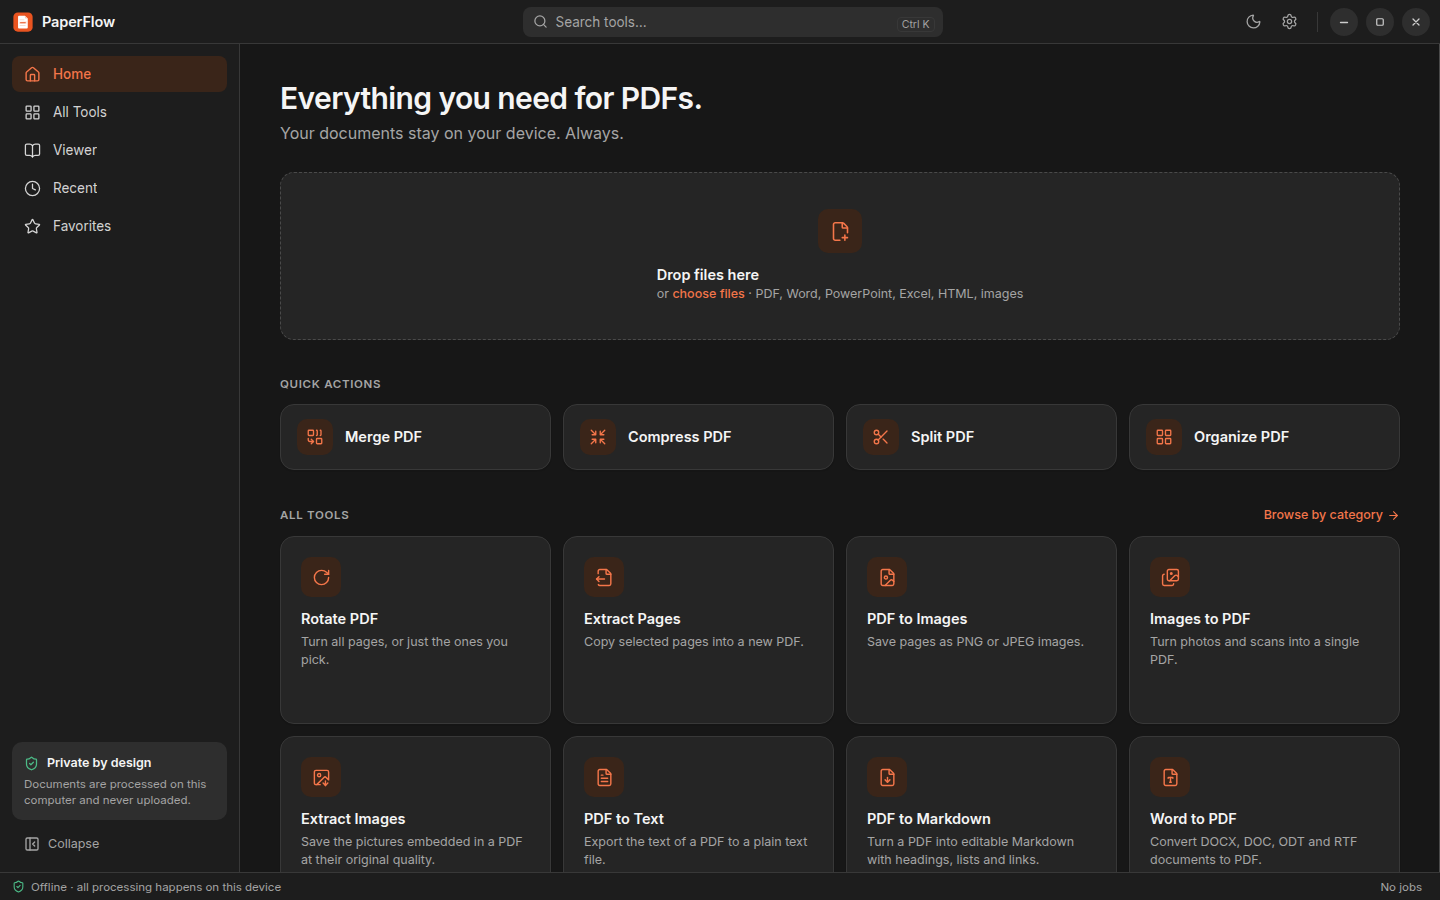 PaperFlow
Search tools...
Ctrl K
Home
All Tools
Viewer
Recent
Favorites
Private by design
Documents are processed on this
computer and never uploaded.
Collapse
Everything you need for PDFs.
Your documents stay on your device. Always.
Drop files here
or choose files · PDF, Word, PowerPoint, Excel, HTML, images
QUICK ACTIONS
Merge PDF
Compress PDF
Split PDF
Organize PDF
ALL TOOLS
Browse by category →
Rotate PDF
Turn all pages, or just the ones you
pick.
Extract Pages
Copy selected pages into a new PDF.
PDF to Images
Save pages as PNG or JPEG images.
Images to PDF
Turn photos and scans into a single
PDF.
Extract Images
Save the pictures embedded in a PDF
at their original quality.
PDF to Text
Export the text of a PDF to a plain text
file.
PDF to Markdown
Turn a PDF into editable Markdown
with headings, lists and links.
Word to PDF
Convert DOCX, DOC, ODT and RTF
documents to PDF.
Offline · all processing happens on this device
No jobs